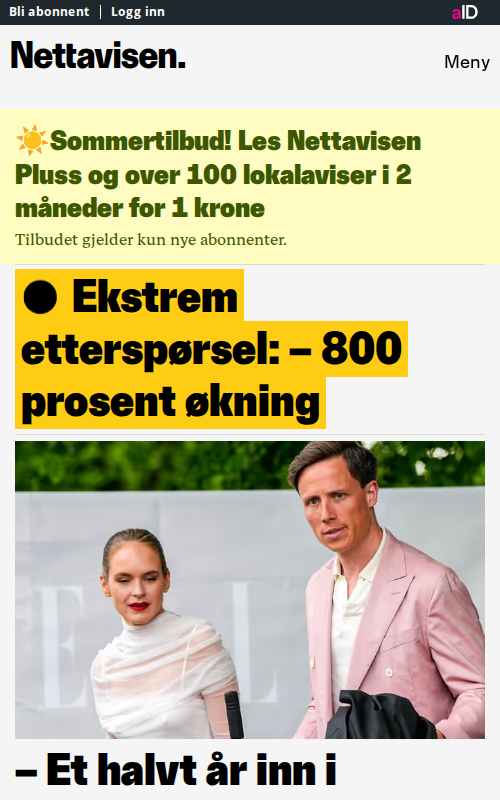 Bli abonnent
Logg inn
aID
Nettavisen.
Meny
☀️Sommertilbud! Les Nettavisen
Pluss og over 100 lokalaviser i 2
måneder for 1 krone
Tilbudet gjelder kun nye abonnenter.
● Ekstrem
etterspørsel: – 800
prosent økning
– Et halvt år inn i